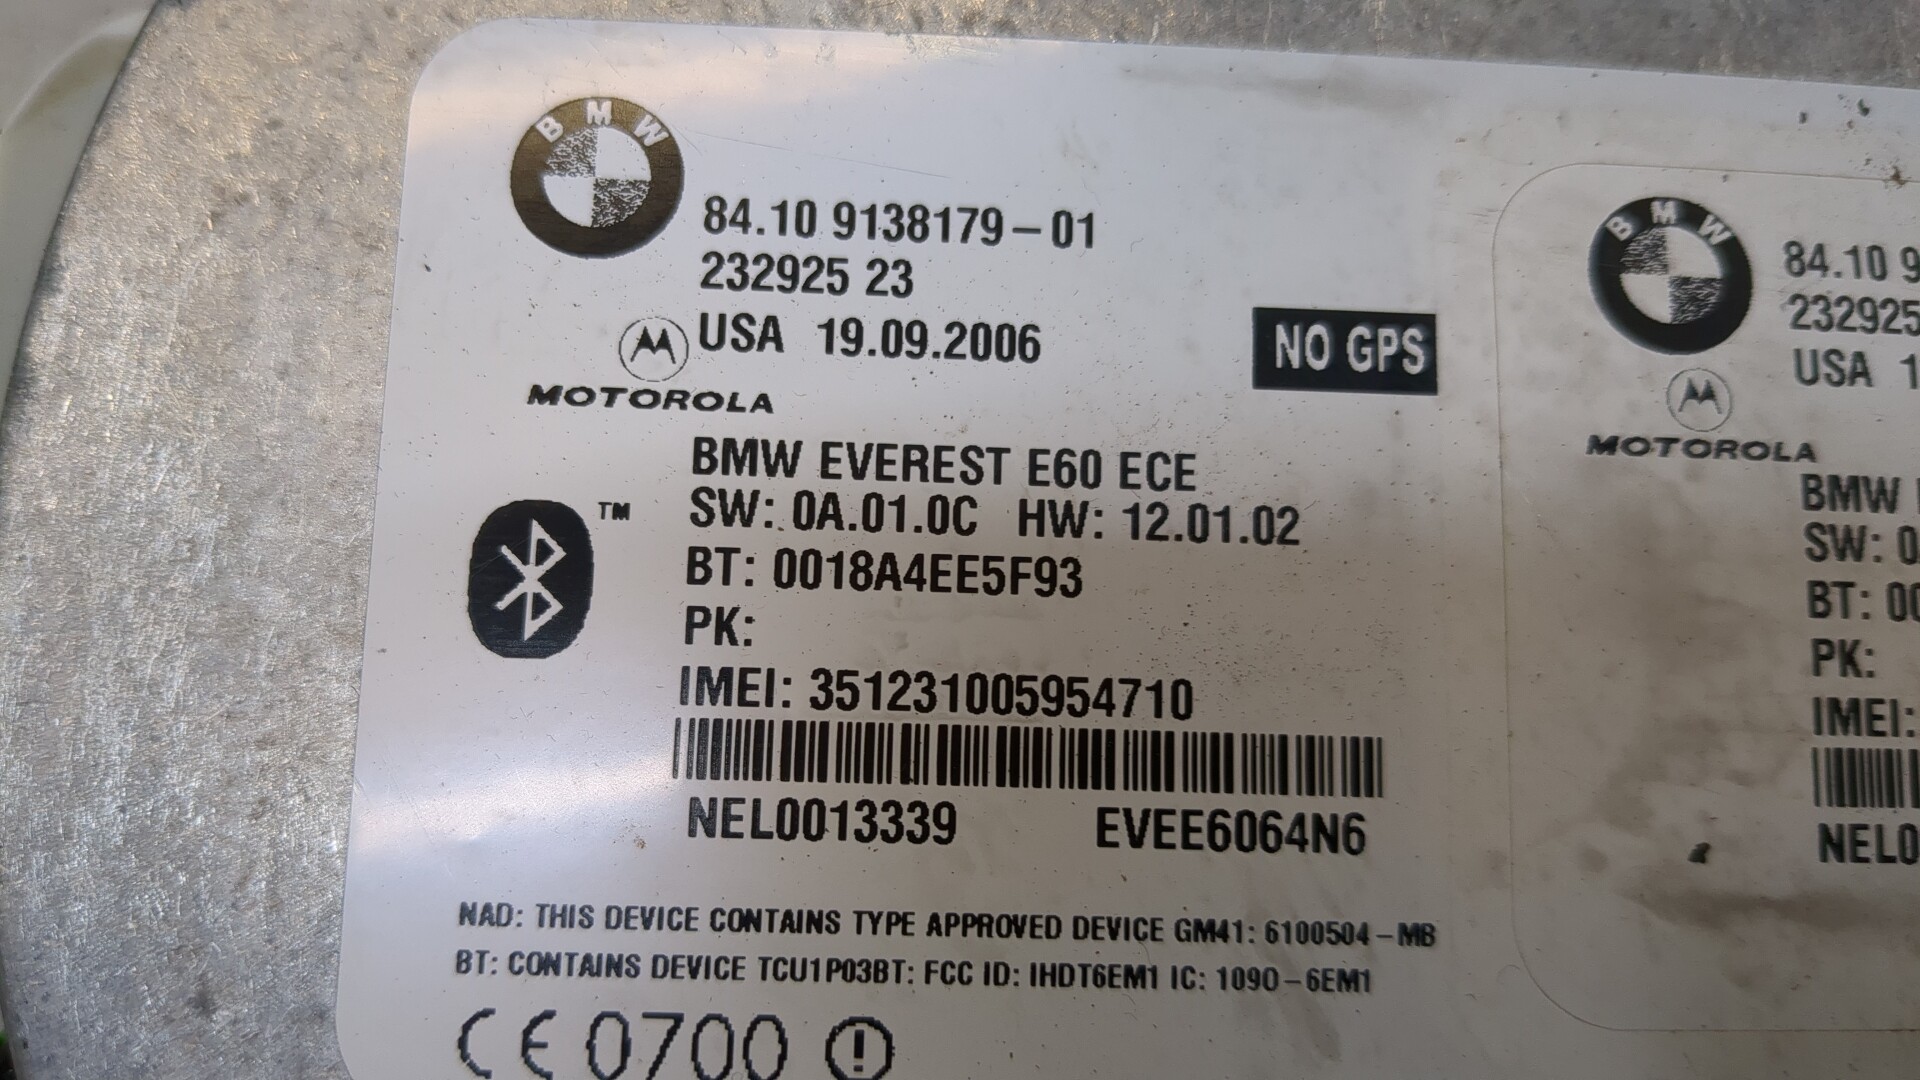 BMW
84.10 9138179-01
232925 23
USA 19.09.2006
MOTOROLA
NO GPS
BMW EVEREST E60 ECE
SW: 0A.01.0C HW: 12.01.02
TM
BT: 0018A4EE5F93
PK:
IMEI: 351231005954710
NEL0013339 EVEE6064N6
NAD: THIS DEVICE CONTAINS TYPE APPROVED DEVICE GM41: 6100504-MB
BT: CONTAINS DEVICE TCU1P03BT: FCC ID: IHDT6EM1 IC: 1090-6EM1
CE 0700
BMW
84.10 9
232925
USA 1
MOTOROLA
BMW
SW: 0
BT: 00
PK:
IMEI:
NEL0